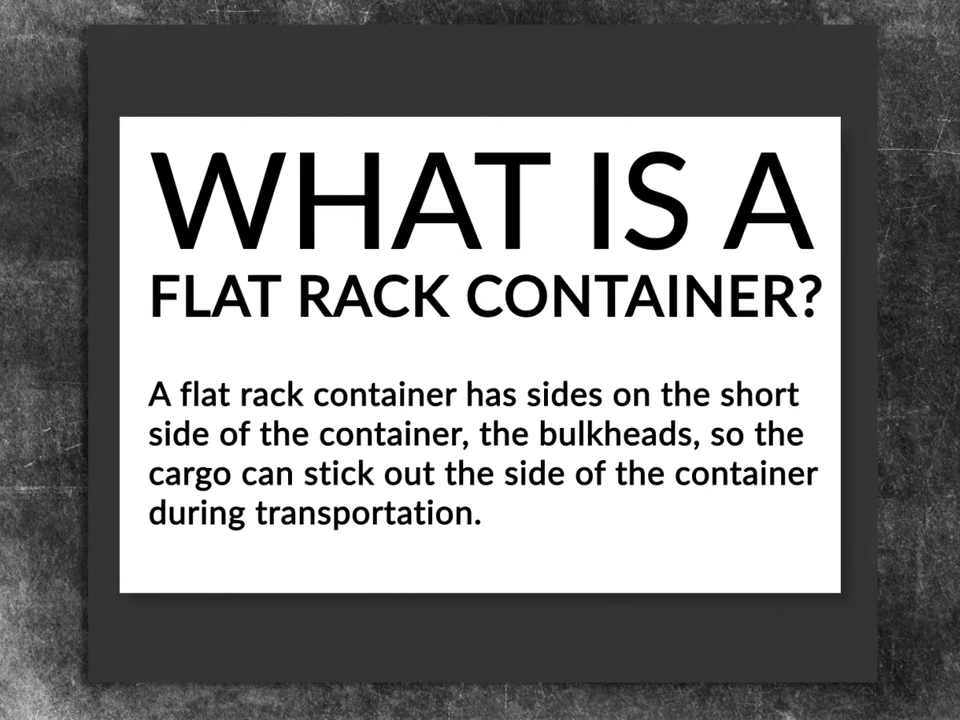 WHAT IS A
FLAT RACK CONTAINER?
A flat rack container has sides on the short
side of the container, the bulkheads, so the
cargo can stick out the side of the container
during transportation.